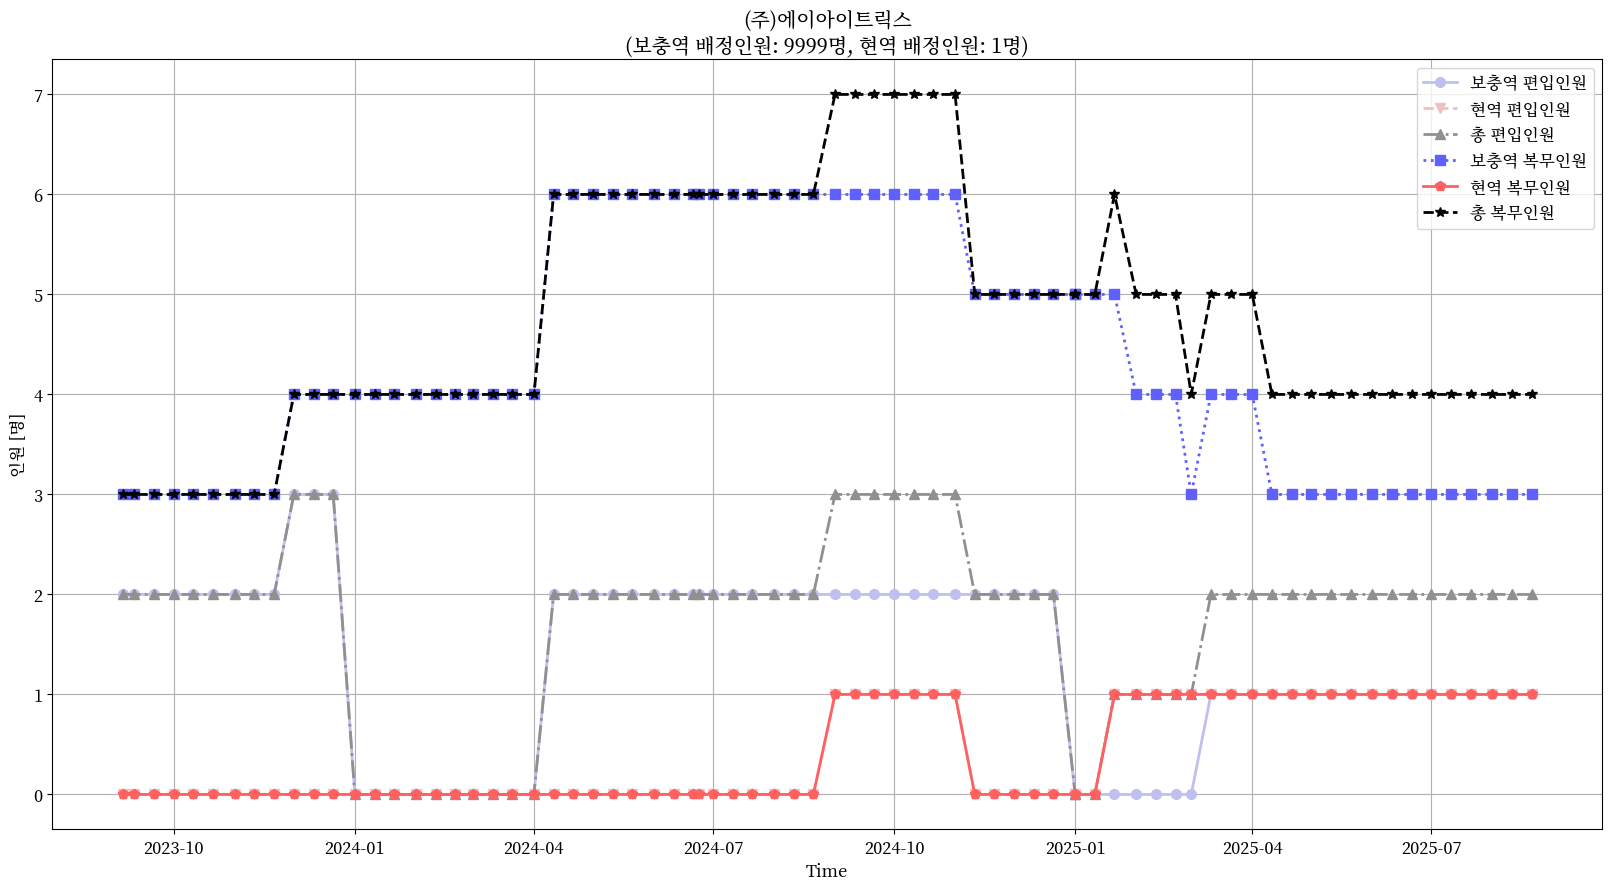 (주)에이아이트릭스
(보충역 배정인원: 9999명, 현역 배정인원: 1명)
보충역 편입인원
현역 편입인원
총 편입인원
보충역 복무인원
현역 복무인원
총 복무인원
인원 [명]
7
6
5
4
3
2
1
0
2023-10
2024-01
2024-04
2024-07
2024-10
2025-01
2025-04
2025-07
Time